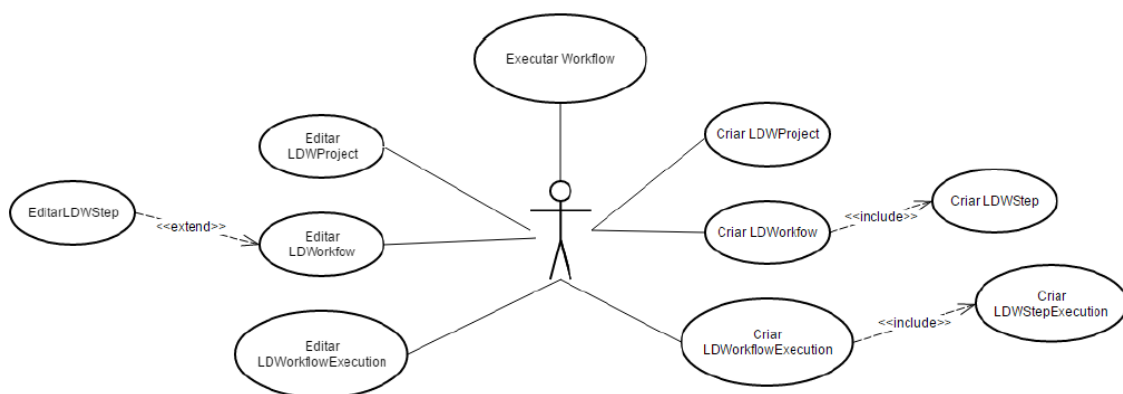 Executar Workflow
Editar
LDWProject
Criar LDWProject
EditarLDWStep
<<extend>>
Editar
LDWorkfow
Criar LDWorkfow
<<include>>
Criar LDWStep
Editar
LDWorkflowExecution
Criar
LDWorkflowExecution
<<include>>
Criar
LDWStepExecution